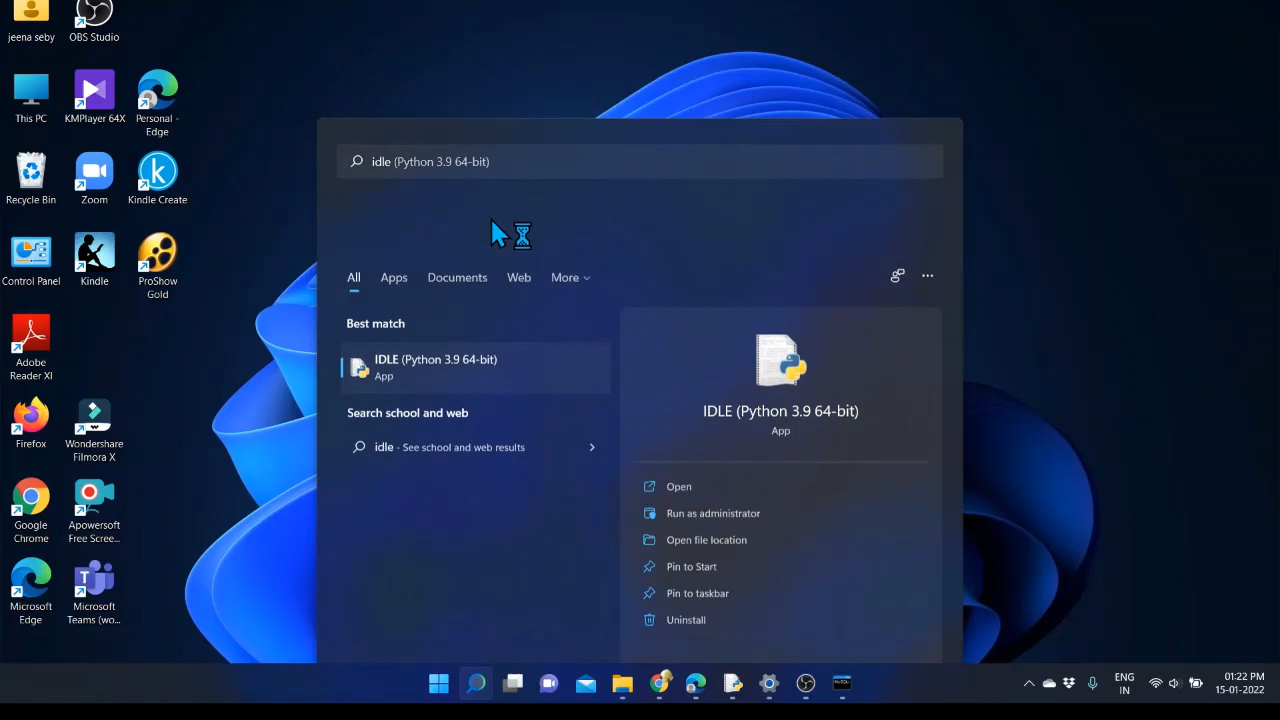 jeena seby
OBS Studio
This PC
KMPlayer 64X
Personal -
Edge
Recycle Bin
Zoom
Kindle Create
Control Panel
Kindle
ProShow
Gold
Adobe
Reader XI
Firefox
Wondershare
Filmora X
Google
Chrome
Apowersoft
Free Scree...
Microsoft
Edge
Microsoft
Teams (wo...
idle (Python 3.9 64-bit)
All
Apps
Documents
Web
More
Best match
IDLE (Python 3.9 64-bit)
App
Search school and web
idle - See school and web results
IDLE (Python 3.9 64-bit)
App
Open
Run as administrator
Open file location
Pin to Start
Pin to taskbar
Uninstall
ENG
IN
01:22 PM
15-01-2022